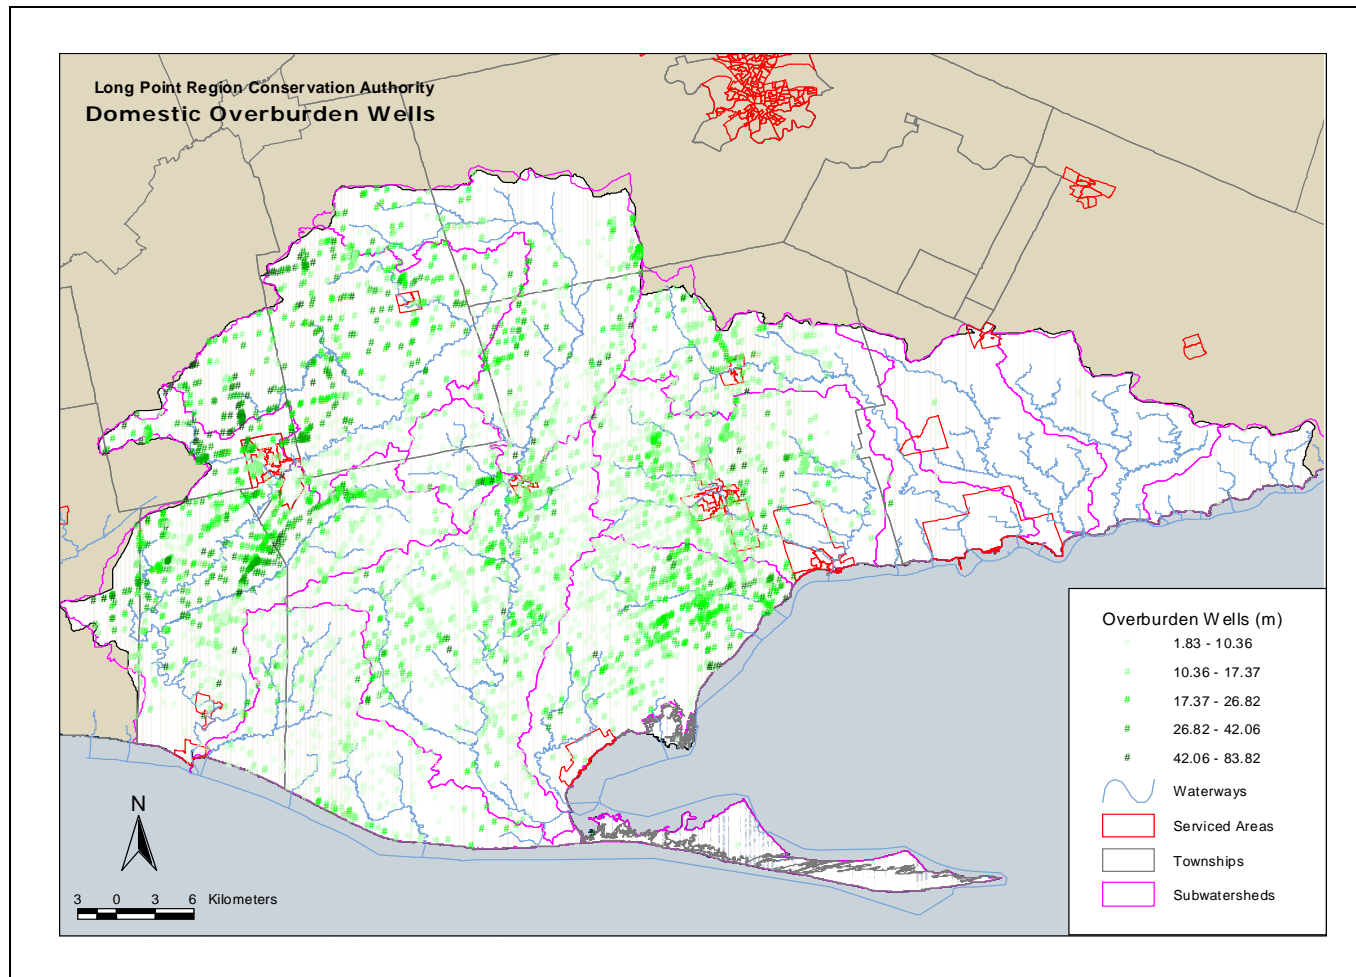 Long Point Region Conservation Authority
Domestic Overburden Wells
Overburden Wells (m)
1.83 - 10.36
10.36 - 17.37
17.37 - 26.82
26.82 - 42.06
42.06 - 83.82
Waterways
Serviced Areas
Townships
Subwatersheds
N
3 0 3 6 Kilometers